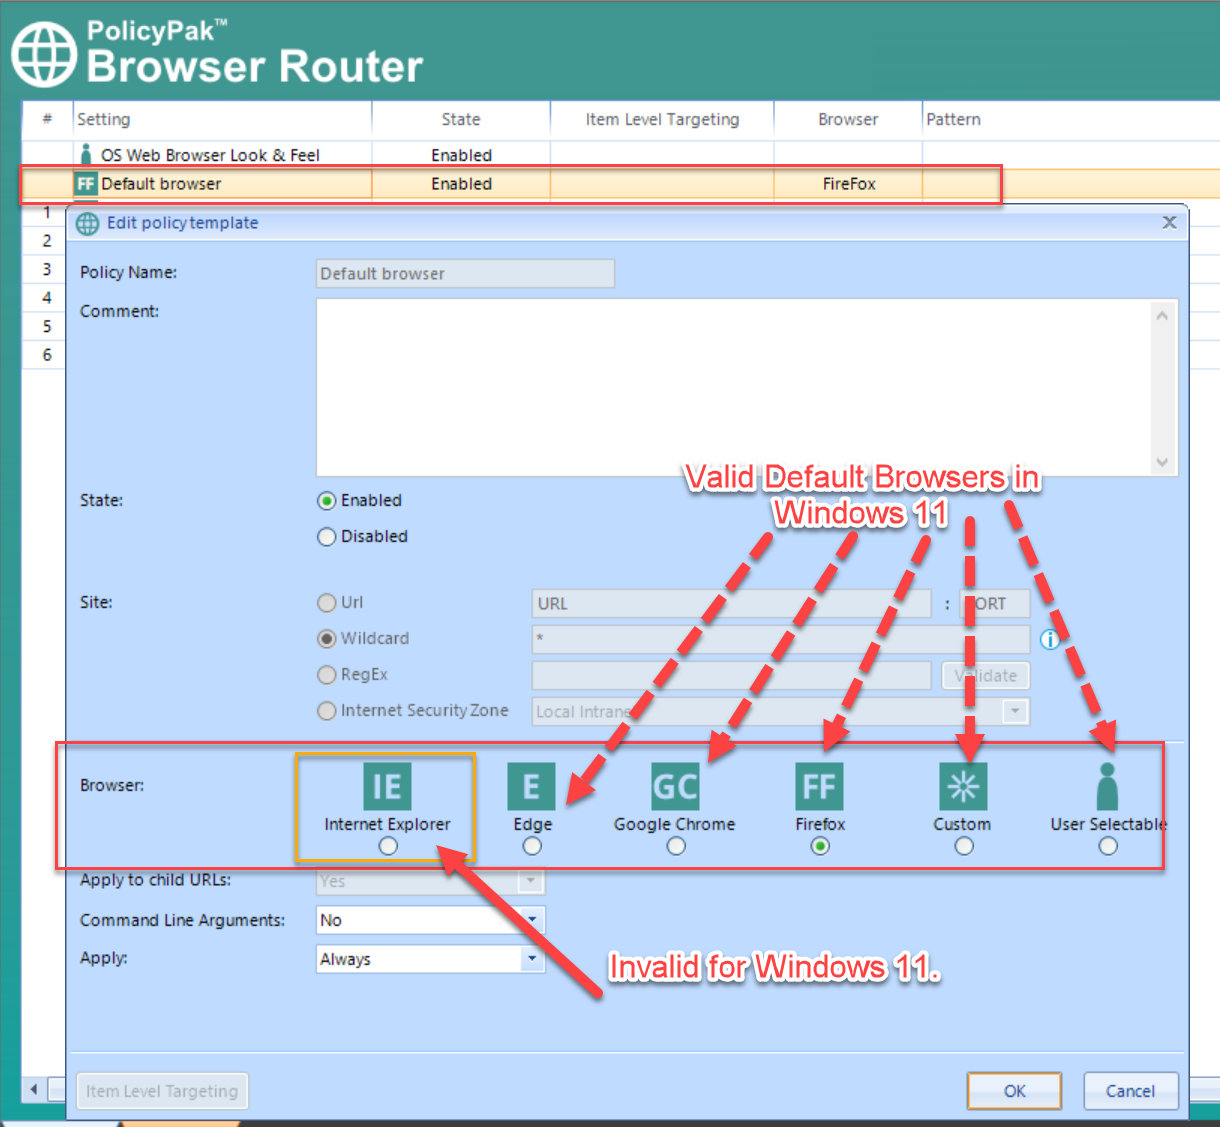 PolicyPak™
Browser Router
# Setting State Item Level Targeting Browser Pattern
OS Web Browser Look & Feel Enabled
FF Default browser Enabled FireFox
1
Edit policy template X
2
3
4
5
6
Policy Name: Default browser
Comment:
Valid Default Browsers in
Windows 11
State: Enabled
Disabled
Site: Url URL : ORT
Wildcard * i
RegEx Validate
Internet Security Zone Local Intrane
Browser:
IE E GC FF
Internet Explorer Edge Google Chrome Firefox Custom User Selectable
Apply to child URLs: Yes
Command Line Arguments: No
Apply: Always
Invalid for Windows 11.
Item Level Targeting OK Cancel